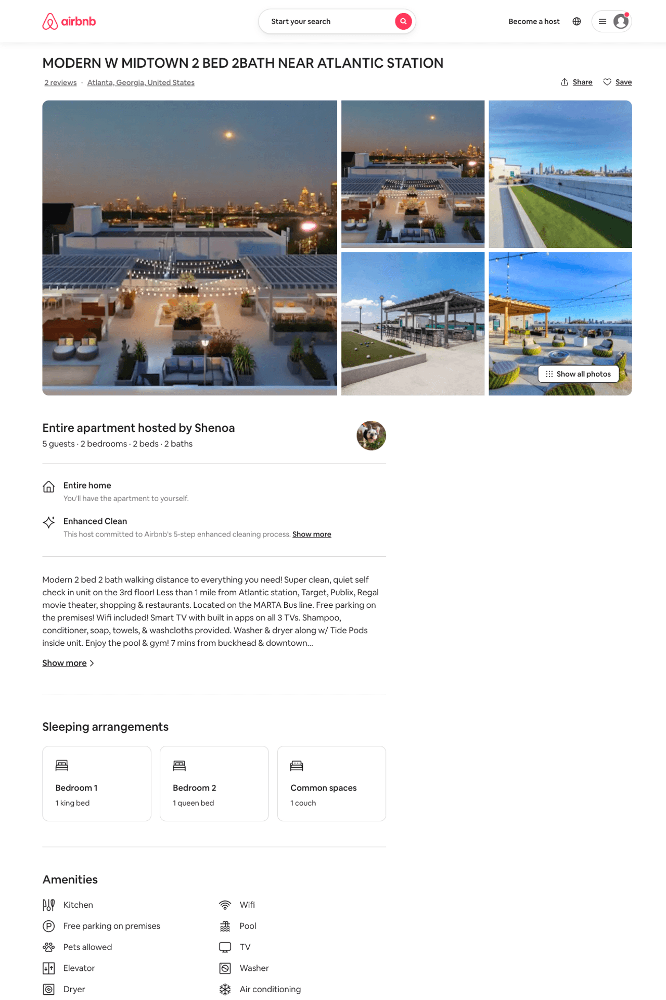 airbnb
Start your search
Become a host
MODERN W MIDTOWN 2 BED 2BATH NEAR ATLANTIC STATION
2 reviews · Atlanta, Georgia, United States
Share
Save
Show all photos
Entire apartment hosted by Shenoa
5 guests · 2 bedrooms · 2 beds · 2 baths
Entire home
You’ll have the apartment to yourself.
Enhanced Clean
This host committed to Airbnb's 5-step enhanced cleaning process. Show more
Modern 2 bed 2 bath walking distance to everything you need! Super clean, quiet self
check in unit on the 3rd floor! Less than 1 mile from Atlantic station, Target, Publix, Regal
movie theater, shopping & restaurants. Located on the MARTA Bus line. Free parking on
the premises! Wifi included! Smart TV with built in apps on all 3 TVs. Shampoo,
conditioner, soap, towels, & washcloths provided. Washer & dryer along w/ Tide Pods
inside unit. Enjoy the pool & gym! 7 mins from buckhead & downtown...
Show more
Sleeping arrangements
Bedroom 1
1 king bed
Bedroom 2
1 queen bed
Common spaces
1 couch
Amenities
Kitchen
Wifi
Free parking on premises
Pool
Pets allowed
TV
Elevator
Washer
Dryer
Air conditioning